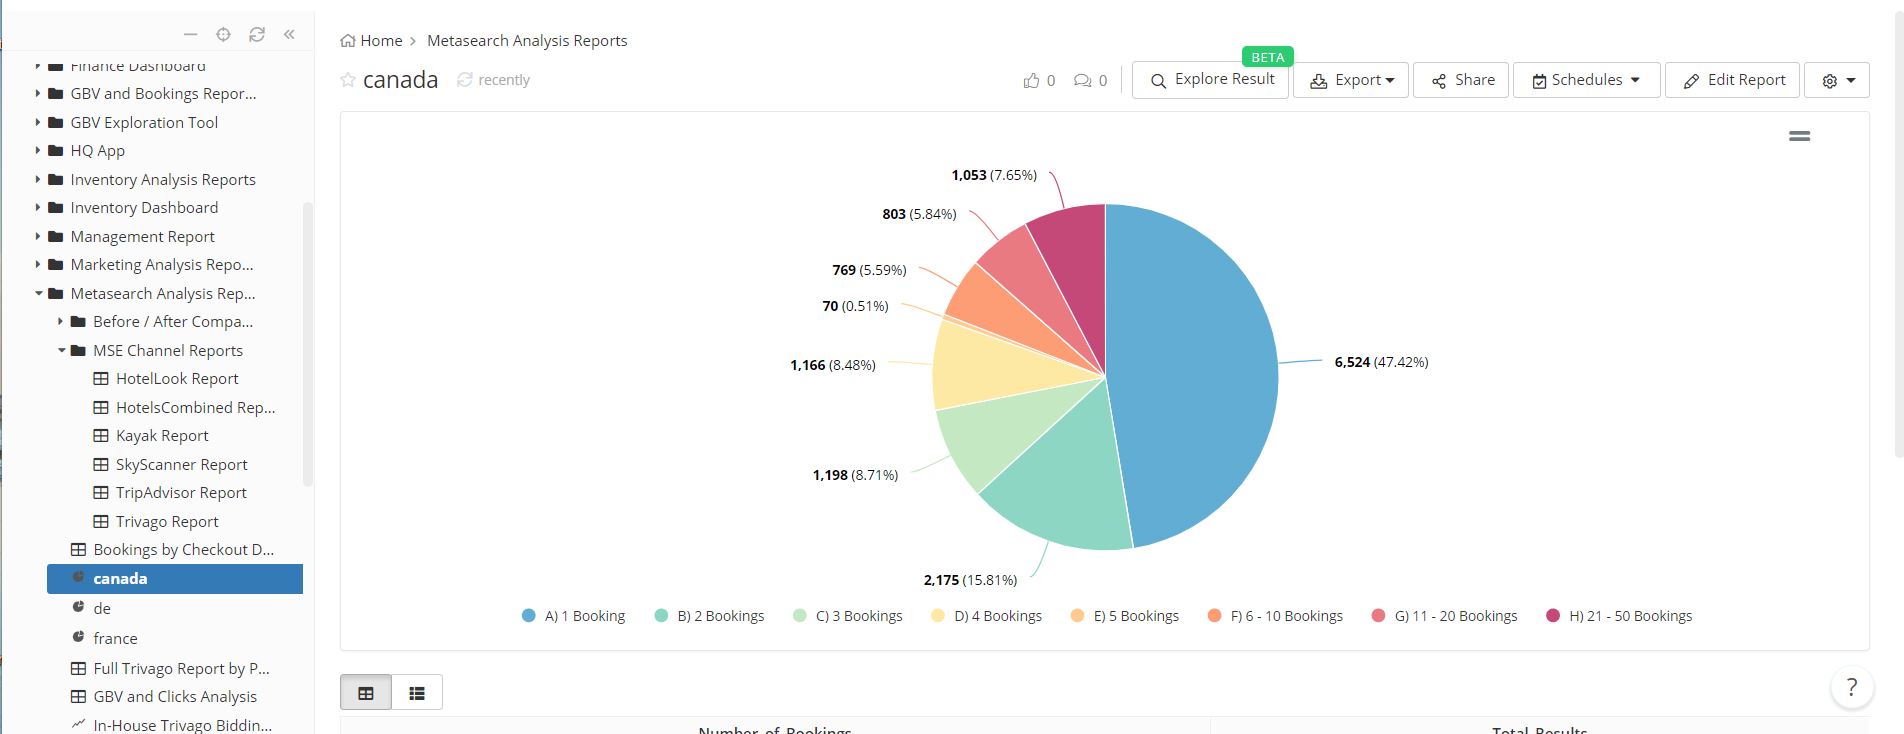 Finance Dashboard
GBV and Bookings Repor...
GBV Exploration Tool
HQ App
Inventory Analysis Reports
Inventory Dashboard
Management Report
Marketing Analysis Repo...
Metasearch Analysis Rep...
Before / After Compa...
MSE Channel Reports
HotelLook Report
HotelsCombined Rep...
Kayak Report
SkyScanner Report
TripAdvisor Report
Trivago Report
Bookings by Checkout D...
canada
de
france
Full Trivago Report by P...
GBV and Clicks Analysis
In-House Trivago Biddin...
Home > Metasearch Analysis Reports
canada recently
0 0
BETA
Explore Result Export Share Schedules Edit Report
1,053 (7.65%)
803 (5.84%)
769 (5.59%)
70 (0.51%)
1,166 (8.48%)
6,524 (47.42%)
1,198 (8.71%)
2,175 (15.81%)
A) 1 Booking B) 2 Bookings C) 3 Bookings D) 4 Bookings E) 5 Bookings F) 6 - 10 Bookings G) 11 - 20 Bookings H) 21 - 50 Bookings
?
Number of Bookings Total Results